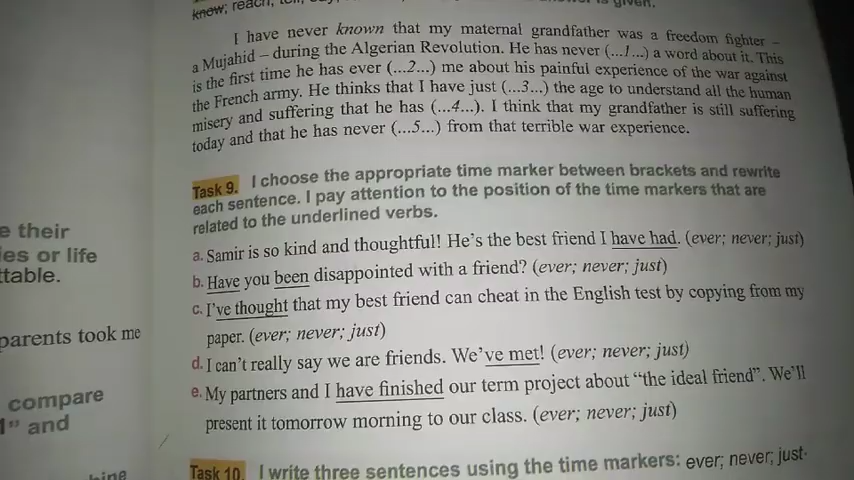 know; reach,
is given.
I have never known that my maternal grandfather was a freedom fighter –
a Mujahid – during the Algerian Revolution. He has never (...1...) a word about it. This
is the first time he has ever (...2...) me about his painful experience of the war against
the French army. He thinks that I have just (...3...) the age to understand all the human
misery and suffering that he has (...4...). I think that my grandfather is still suffering
today and that he has never (...5...) from that terrible war experience.
Task 9. I choose the appropriate time marker between brackets and rewrite
each sentence. I pay attention to the position of the time markers that are
related to the underlined verbs.
a. Samir is so kind and thoughtful! He's the best friend I have had. (ever; never; just)
b. Have you been disappointed with a friend? (ever; never; just)
c. I've thought that my best friend can cheat in the English test by copying from my
paper. (ever; never; just)
d. I can't really say we are friends. We've met! (ever; never; just)
e. My partners and I have finished our term project about "the ideal friend". We'll
present it tomorrow morning to our class. (ever; never; just)
Task 10. I write three sentences using the time markers: ever; never; just.
e their
ies or life
ttable.
parents took me
compare
1" and